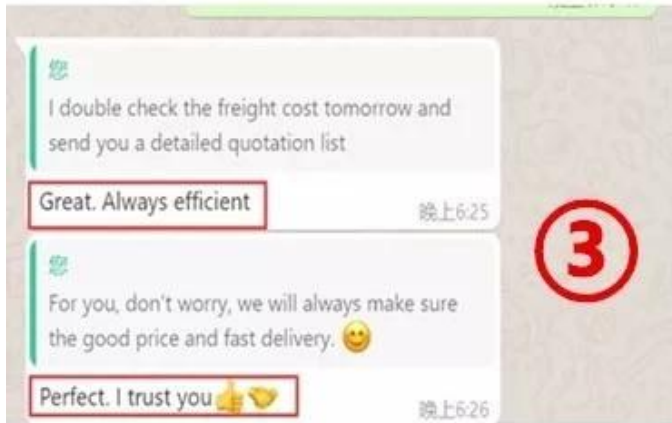 您
I double check the freight cost tomorrow and
send you a detailed quotation list
Great. Always efficient
晚上6:25
您
For you, don't worry, we will always make sure
the good price and fast delivery. 😊
Perfect. I trust you👍🤝
晚上6:26
③